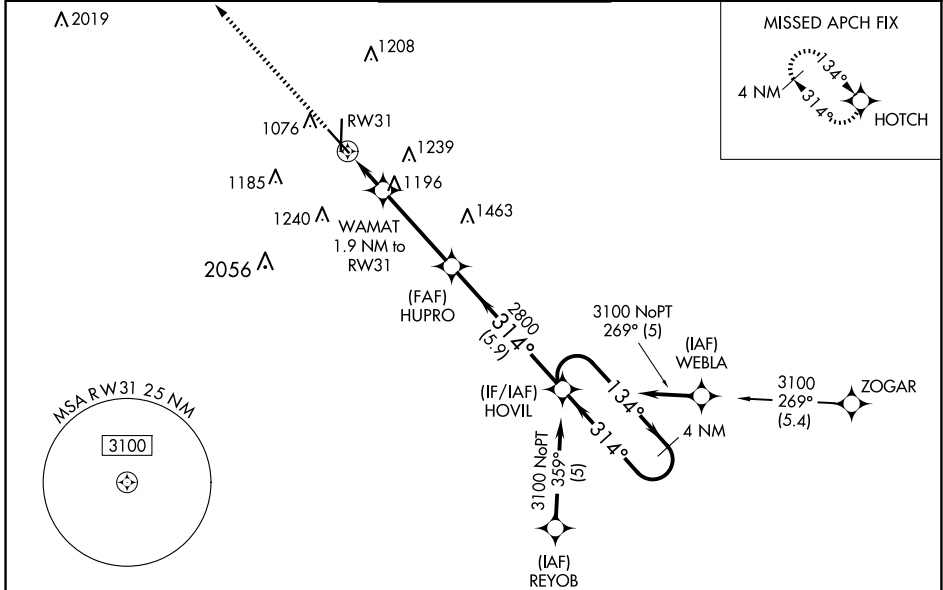 2019
1208
MISSED APCH FIX
134°
4 NM
314°
HOTCH
1076
RW31
1239
1185
1196
1240
WAMAT
1.9 NM to
RW31
1463
2056
(FAF)
HUPRO
2800
314°
(5.9)
3100 NoPT
269° (5)
(IAF)
WEBLA
(IF/IAF)
HOVIL
134°
314°
4 NM
3100
269°
(5.4)
ZOGAR
MSA RW31 25 NM
3100
3100 NoPT
359°
(5)
(IAF)
REYOB